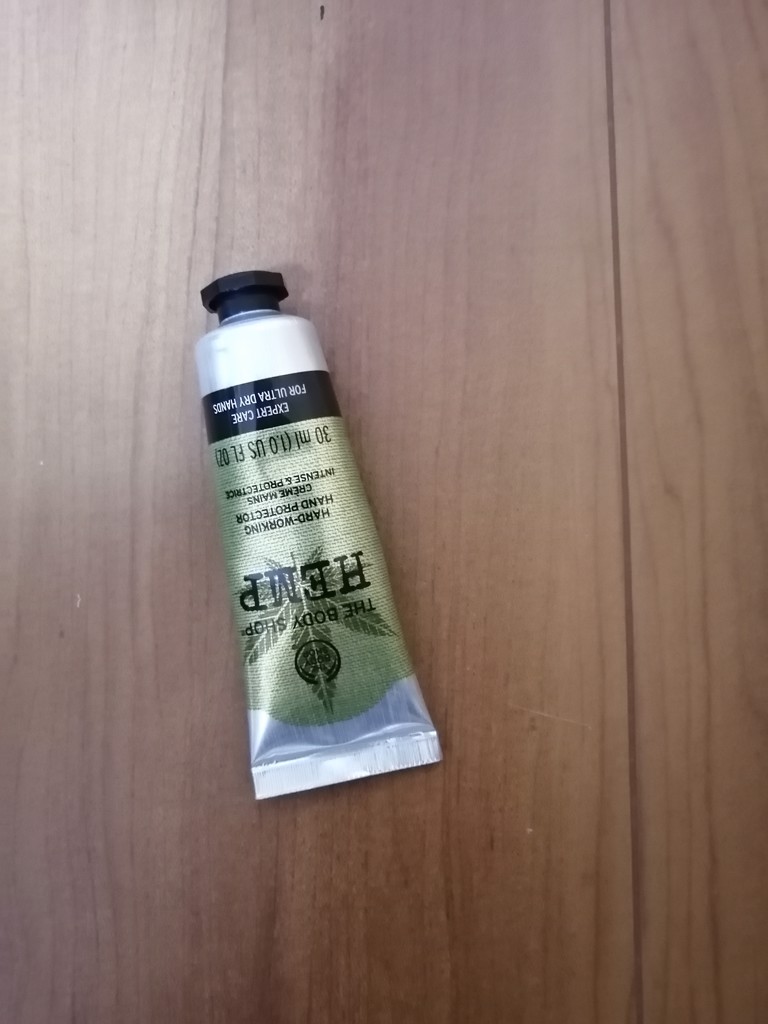 THE BODY SHOP®
HEMP
HARD-WORKING
HAND PROTECTOR
CRÈME MAINS
INTENSE & PROTECTRICE
30 ml (1.0 US FL OZ)
EXPERT CARE
FOR ULTRA DRY HANDS